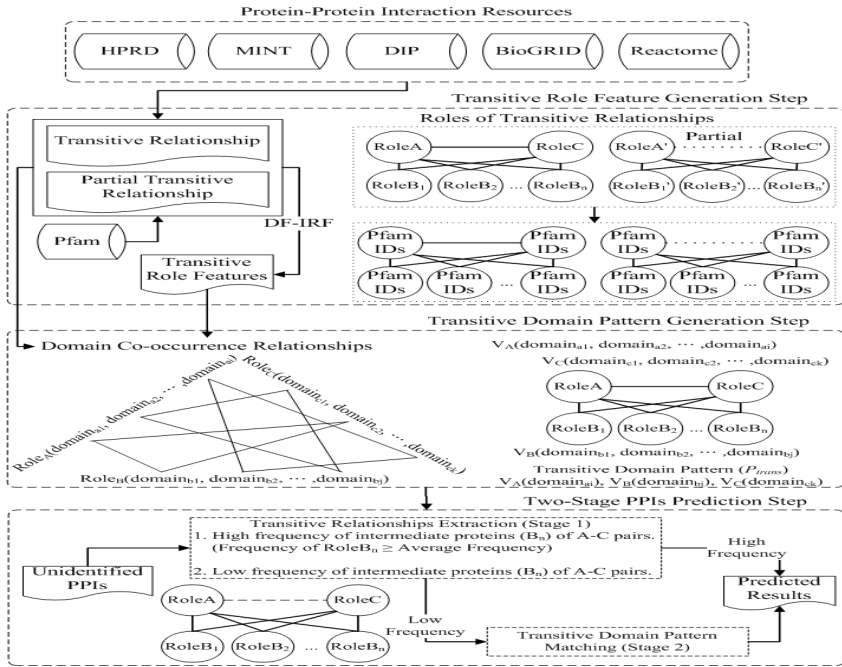 Protein-Protein Interaction Resources
HPRD
MINT
DIP
BioGRID
Reactome
Transitive Role Feature Generation Step
Transitive Relationship
Partial Transitive
Relationship
Pfam
DF-IRF
Transitive
Role Features
Roles of Transitive Relationships
RoleA
RoleC
RoleB1
RoleB2
...
RoleBn
Partial
RoleA'
RoleC'
RoleB1'
RoleB2'
...
RoleBn'
Pfam
IDs
Pfam
IDs
Pfam
IDs
Pfam
IDs
...
Pfam
IDs
Pfam
IDs
Pfam
IDs
Pfam
IDs
Pfam
IDs
...
Pfam
IDs
Transitive Domain Pattern Generation Step
Domain Co-occurrence Relationships
RoleA(domaina1, domaina2, ··· ,domainai)
RoleC(domainc1, domainc2, ··· ,domainck)
RoleB(domainb1, domainb2, ··· ,domainbj)
VA(domaina1, domaina2, ··· ,domainai)
VC(domainc1, domainc2, ··· ,domainck)
RoleA
RoleC
RoleB1
RoleB2
...
RoleBn
VB(domainb1, domainb2, ··· ,domainbj)
Transitive Domain Pattern (Ptrans)
VA(domainai), VB(domainbj), VC(domainck)
Two-Stage PPIs Prediction Step
Unidentified
PPIs
Transitive Relationships Extraction (Stage 1)
1. High frequency of intermediate proteins (Bn) of A-C pairs.
(Frequency of RoleBn ≥ Average Frequency)
2. Low frequency of intermediate proteins (Bn) of A-C pairs.
High
Frequency
Predicted
Results
RoleA
RoleC
RoleB1
RoleB2
...
RoleBn
Low
Frequency
Transitive Domain Pattern
Matching (Stage 2)